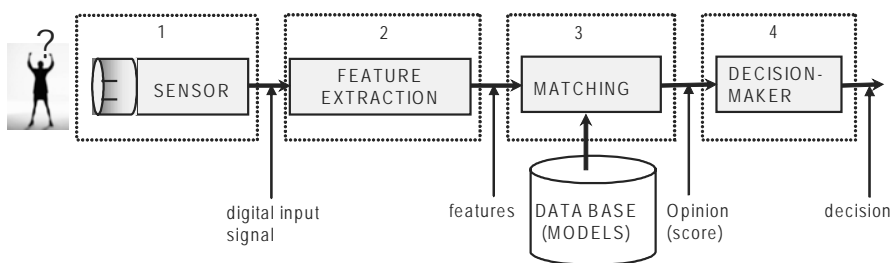 1
2
3
4
?
SENSOR
FEATURE
EXTRACTION
MATCHING
DECISION-
MAKER
digital input
signal
features
DATA BASE
(MODELS)
Opinion
(score)
decision